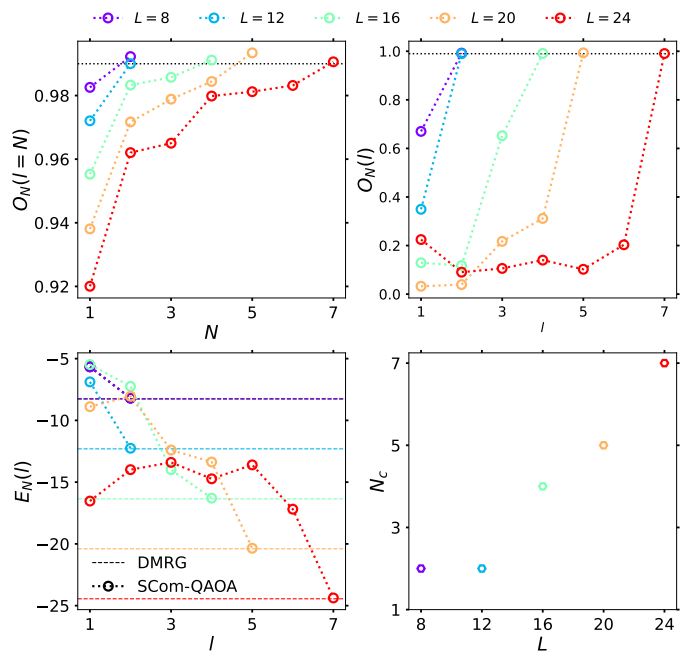 L = 8 L = 12 L = 16 L = 20 L = 24
0.98
0.96
0.94
0.92
O_N(l = N)
1 3 5 7
N
1.0
0.8
0.6
0.4
0.2
0.0
O_N(l)
1 3 5 7
l
−5
−10
−15
−20
−25
E_N(l)
DMRG
SCom-QAOA
1 3 5 7
l
7
5
3
1
N_c
8 12 16 20 24
L